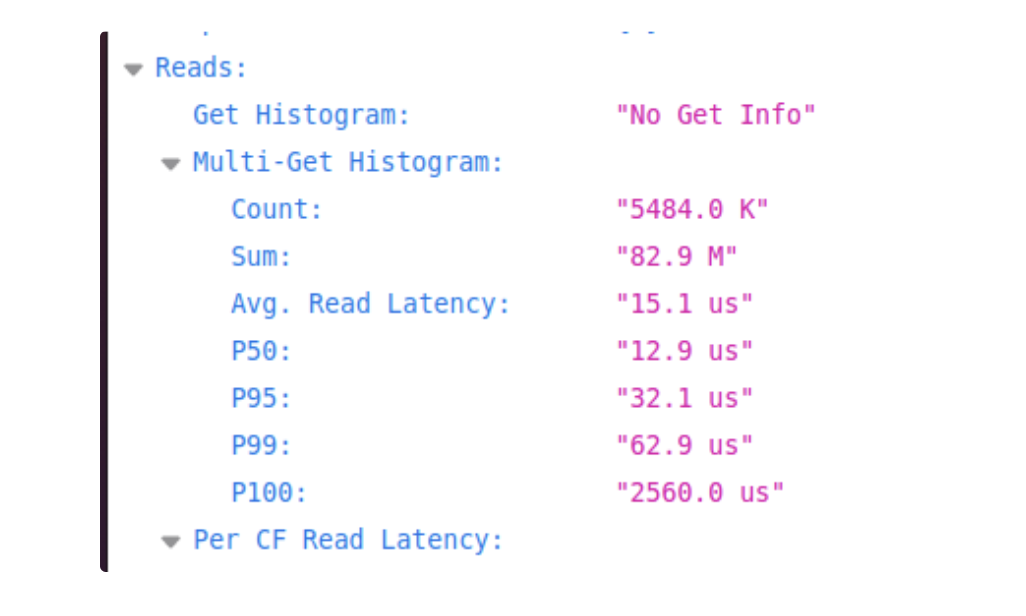 Reads:
Get Histogram: "No Get Info"
Multi-Get Histogram:
Count: "5484.0 K"
Sum: "82.9 M"
Avg. Read Latency: "15.1 us"
P50: "12.9 us"
P95: "32.1 us"
P99: "62.9 us"
P100: "2560.0 us"
Per CF Read Latency: